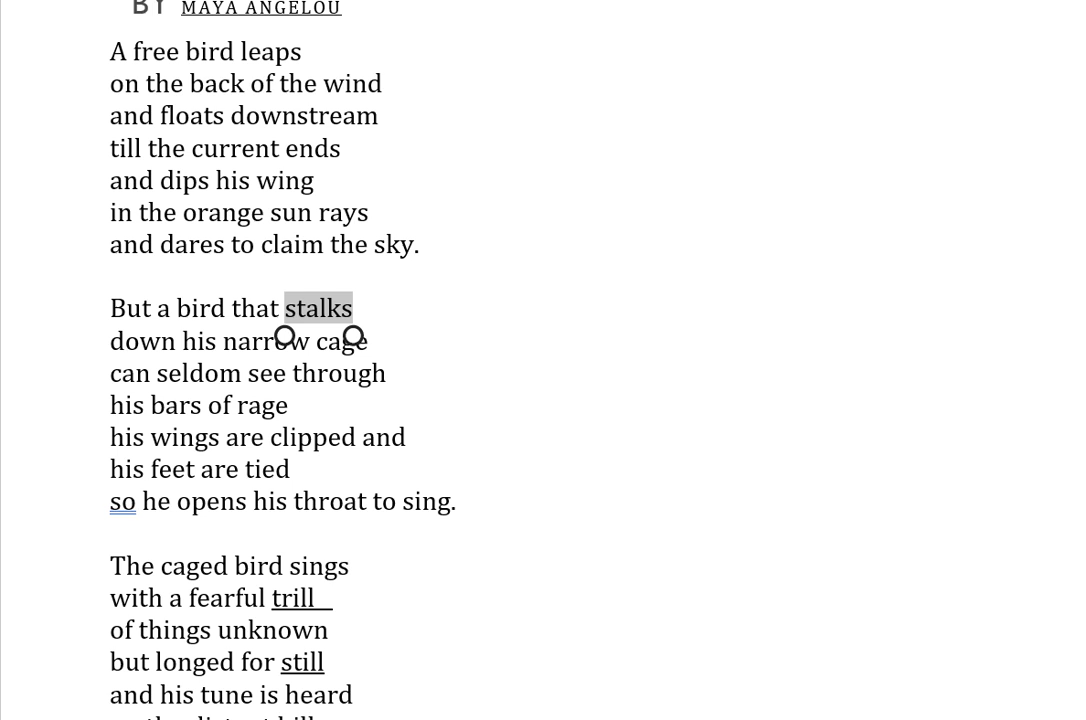 BY MAYA ANGELOU
A free bird leaps
on the back of the wind
and floats downstream
till the current ends
and dips his wing
in the orange sun rays
and dares to claim the sky.
But a bird that stalks
down his narrow cage
can seldom see through
his bars of rage
his wings are clipped and
his feet are tied
so he opens his throat to sing.
The caged bird sings
with a fearful trill
of things unknown
but longed for still
and his tune is heard